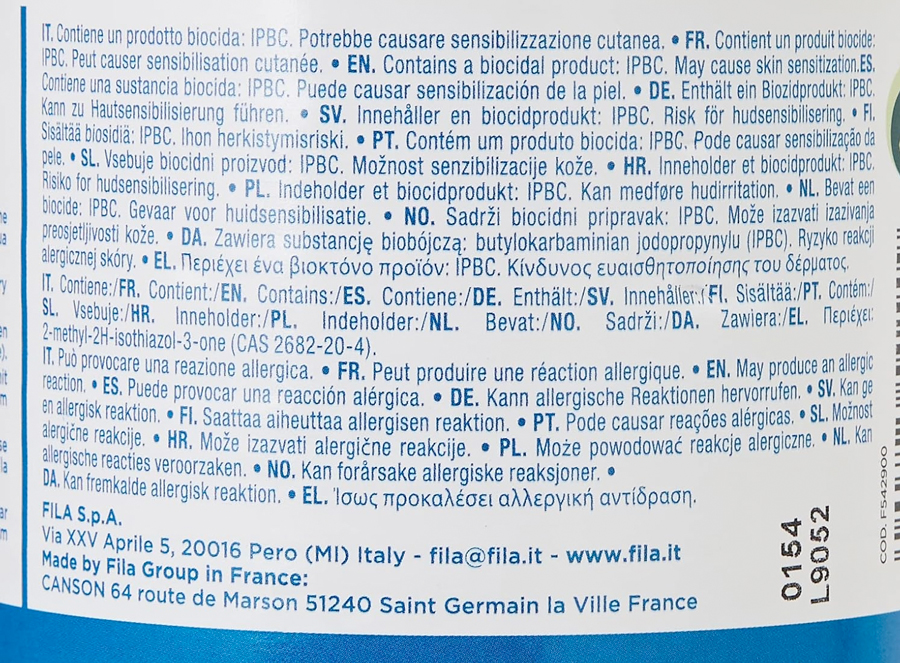 IT. Contiene un prodotto biocida: IPBC. Potrebbe causare sensibilizzazione cutanea. • FR. Contient un produit biocide:
IPBC. Peut causer sensibilisation cutanée. • EN. Contains a biocidal product: IPBC. May cause skin sensitization.ES.
Contiene una sustancia biocida: IPBC. Puede causar sensibilización de la piel. • DE. Enthält ein Biozidprodukt: IPBC.
Kann zu Hautsensibilisierung führen. • SV. Innehåller en biocidprodukt: IPBC. Risk för hudsensibilisering. • FI.
Sisältää biosidiä: IPBC. Ihon herkistymisriski. • PT. Contém um produto biocida: IPBC. Pode causar sensibilização da
pele. • SL. Vsebuje biocidni proizvod: IPBC. Možnost senzibilizacije kože. • HR. Inneholder et biocidprodukt: IPBC.
Risiko for hudsensibilisering. • PL. Indeholder et biocidprodukt: IPBC. Kan medføre hudirritation. • NL. Bevat een
biocide: IPBC. Gevaar voor huidsensibilisatie. • NO. Sadrži biocidni pripravak: IPBC. Može izazvati izazivanja
preosjetljivosti kože. • DA. Zawiera substancję biobójczą: butylokarbaminian jodopropynylu (IPBC). Ryzyko reakcji
alergicznej skóry. • EL. Περιέχει ένα βιοκτόνο προϊόν: IPBC. Κίνδυνος ευαισθητοποίησης του δέρματος.
IT. Contiene:/FR. Contient:/EN. Contains:/ES. Contiene:/DE. Enthält:/SV. Innehåller:/FI. Sisältää:/PT. Contém:/
SL. Vsebuje:/HR. Inneholder:/PL. Indeholder:/NL. Bevat:/NO. Sadrži:/DA. Zawiera:/EL. Περιέχει:
2-methyl-2H-isothiazol-3-one (CAS 2682-20-4).
IT. Può provocare una reazione allergica. • FR. Peut produire une réaction allergique. • EN. May produce an allergic
reaction. • ES. Puede provocar una reacción alérgica. • DE. Kann allergische Reaktionen hervorrufen. • SV. Kan ge
en allergisk reaktion. • FI. Saattaa aiheuttaa allergisen reaktion. • PT. Pode causar reações alérgicas. • SL. Možnost
alergične reakcije. • HR. Može izazvati alergične reakcije. • PL. Może powodować reakcje alergiczne. • NL. Kan
allergische reacties veroorzaken. • NO. Kan forårsake allergiske reaksjoner. •
DA. Kan fremkalde allergisk reaktion. • EL. Ίσως προκαλέσει αλλεργική αντίδραση.
FILA S.p.A.
Via XXV Aprile 5, 20016 Pero (MI) Italy - fila@fila.it - www.fila.it
Made by Fila Group in France:
CANSON 64 route de Marson 51240 Saint Germain la Ville France
0154
L9052
COD. F542900